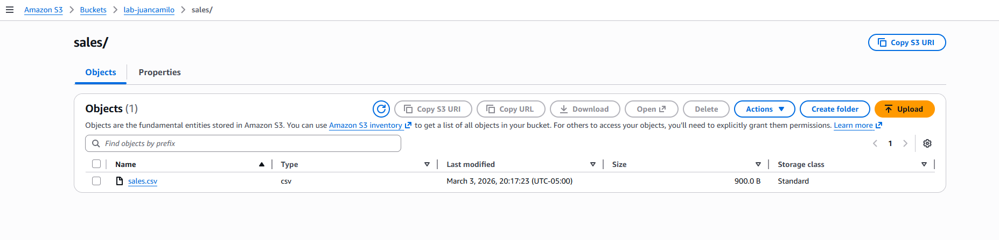 Amazon S3 > Buckets > lab-juancamilo > sales/
sales/
Copy S3 URI
Objects Properties
Objects (1)
Copy S3 URI Copy URL Download Open Delete Actions Create folder Upload
Objects are the fundamental entities stored in Amazon S3. You can use Amazon S3 inventory to get a list of all objects in your bucket. For others to access your objects, you'll need to explicitly grant them permissions. Learn more
Find objects by prefix
1
Name Type Last modified Size Storage class
sales.csv csv March 3, 2026, 20:17:23 (UTC-05:00) 900.0 B Standard